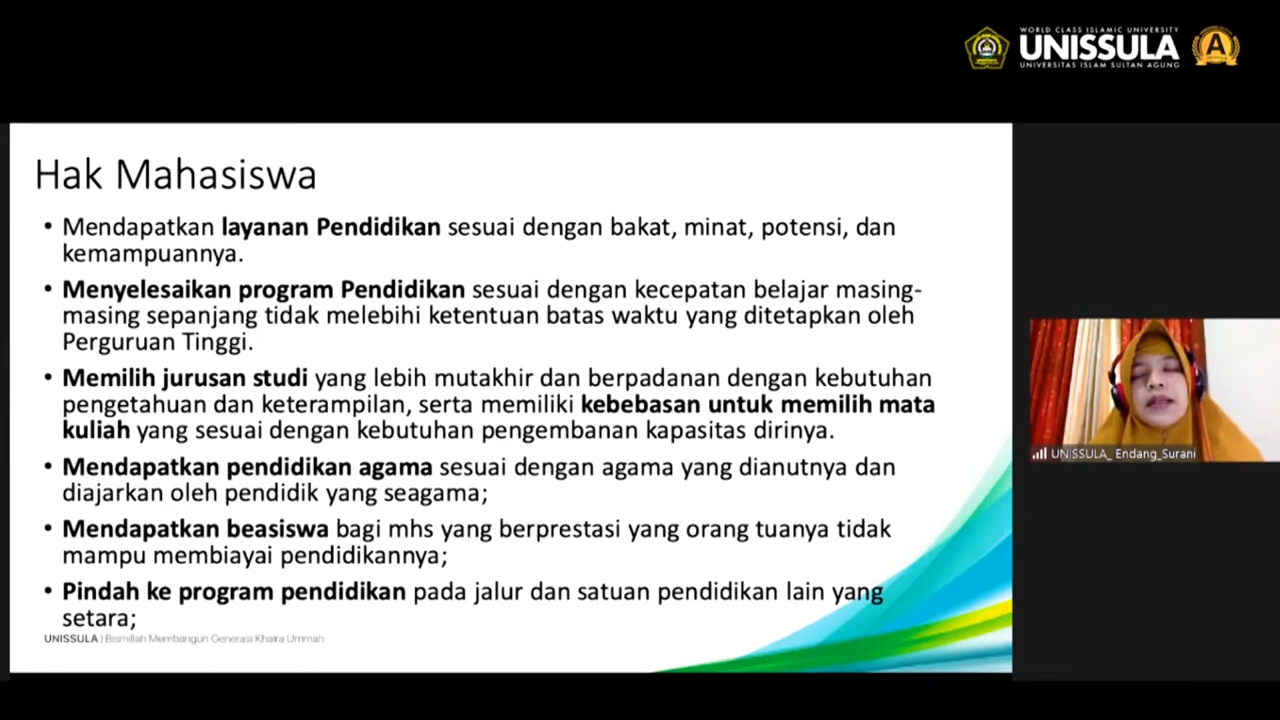 WORLD CLASS ISLAMIC UNIVERSITY
UNISSULA
UNIVERSITAS ISLAM SULTAN AGUNG
A
Hak Mahasiswa
• Mendapatkan layanan Pendidikan sesuai dengan bakat, minat, potensi, dan
kemampuannya.
• Menyelesaikan program Pendidikan sesuai dengan kecepatan belajar masing-
masing sepanjang tidak melebihi ketentuan batas waktu yang ditetapkan oleh
Perguruan Tinggi.
• Memilih jurusan studi yang lebih mutakhir dan berpadanan dengan kebutuhan
pengetahuan dan keterampilan, serta memiliki kebebasan untuk memilih mata
kuliah yang sesuai dengan kebutuhan pengembanan kapasitas dirinya.
• Mendapatkan pendidikan agama sesuai dengan agama yang dianutnya dan
diajarkan oleh pendidik yang seagama;
• Mendapatkan beasiswa bagi mhs yang berprestasi yang orang tuanya tidak
mampu membiayai pendidikannya;
• Pindah ke program pendidikan pada jalur dan satuan pendidikan lain yang
setara;
UNISSULA | Bismillah Membangun Generasi Khaira Ummah
UNISSULA_ Endang_Surani